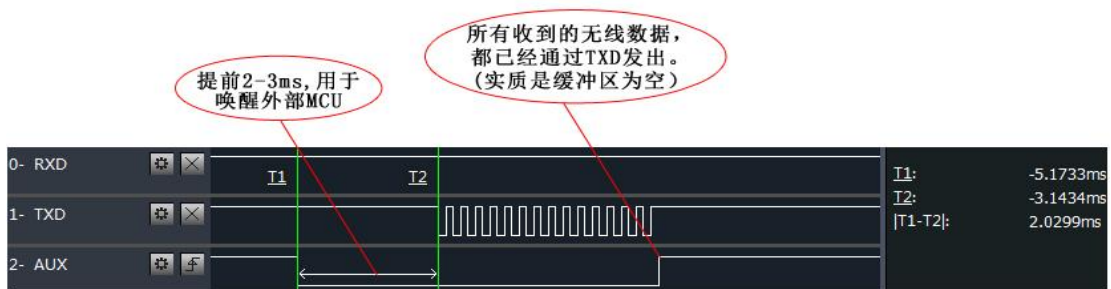 所有收到的无线数据，
都已经通过TXD发出。
(实质是缓冲区为空)
提前2-3ms,用于
唤醒外部MCU
0- RXD
T1
T2
1- TXD
2- AUX
T1:
-5.1733ms
T2:
-3.1434ms
|T1-T2|:
2.0299ms